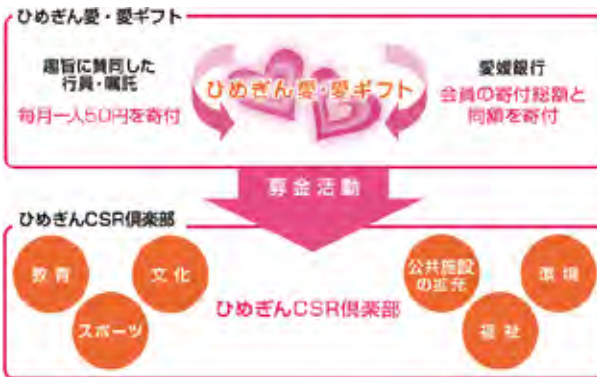 ひめぎん愛・愛ギフト
趣旨に賛同した
行員・嘱託
毎月一人50円を寄付
ひめぎん愛・愛ギフト
愛媛銀行
会員の寄付総額と
同額を寄付
募金活動
ひめぎんCSR倶楽部
教育
文化
スポーツ
ひめぎんCSR倶楽部
公共施設
の拡充
環境
福祉